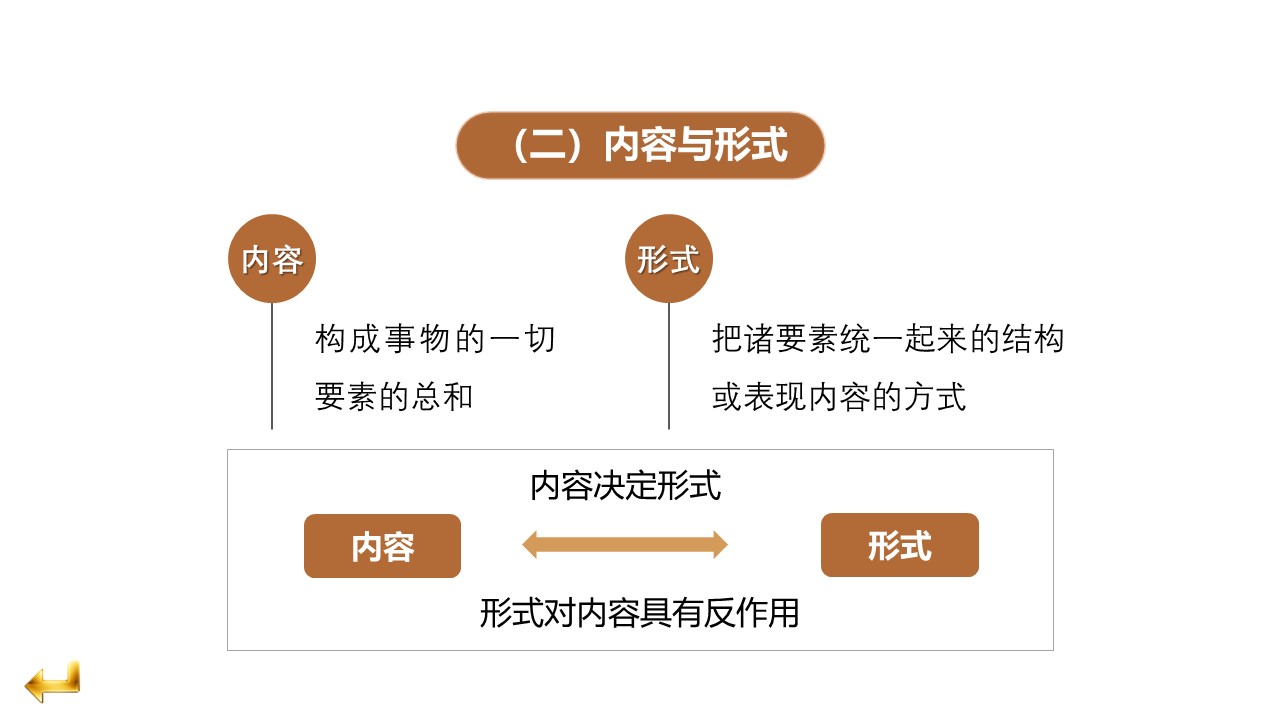 （二）内容与形式
内容
构成事物的一切
要素的总和
形式
把诸要素统一起来的结构
或表现内容的方式
内容决定形式
内容
形式
形式对内容具有反作用